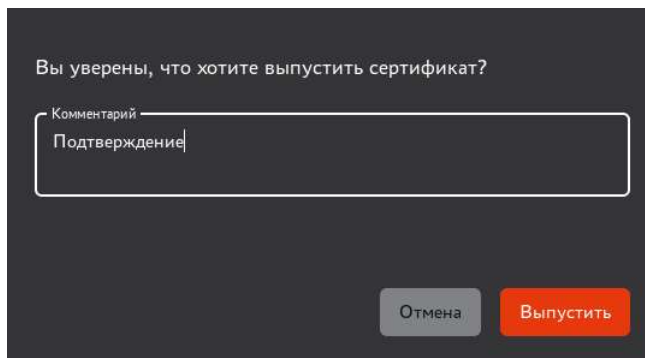 Вы уверены, что хотите выпустить сертификат?
Комментарий
Подтверждение
Отмена Выпустить